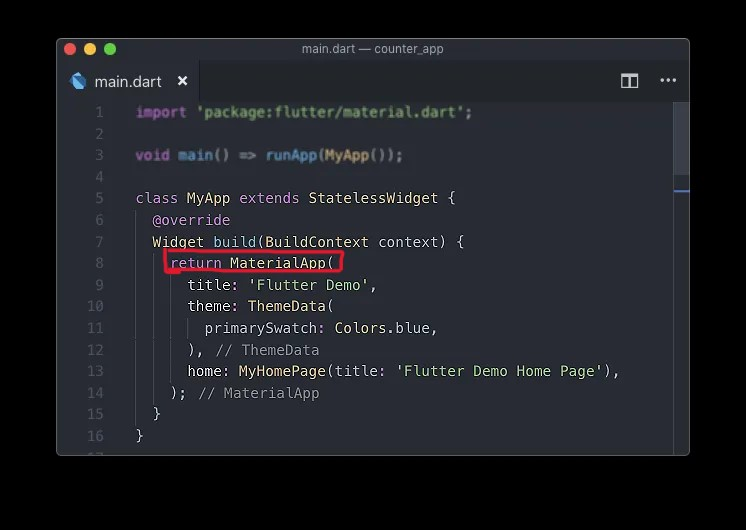 main.dart — counter_app
main.dart ×
1 import 'package:flutter/material.dart';
2
3 void main() => runApp(MyApp());
4
5 class MyApp extends StatelessWidget {
6 @override
7 Widget build(BuildContext context) {
8 return MaterialApp(
9 title: 'Flutter Demo',
10 theme: ThemeData(
11 primarySwatch: Colors.blue,
12 ), // ThemeData
13 home: MyHomePage(title: 'Flutter Demo Home Page'),
14 ); // MaterialApp
15 }
16 }